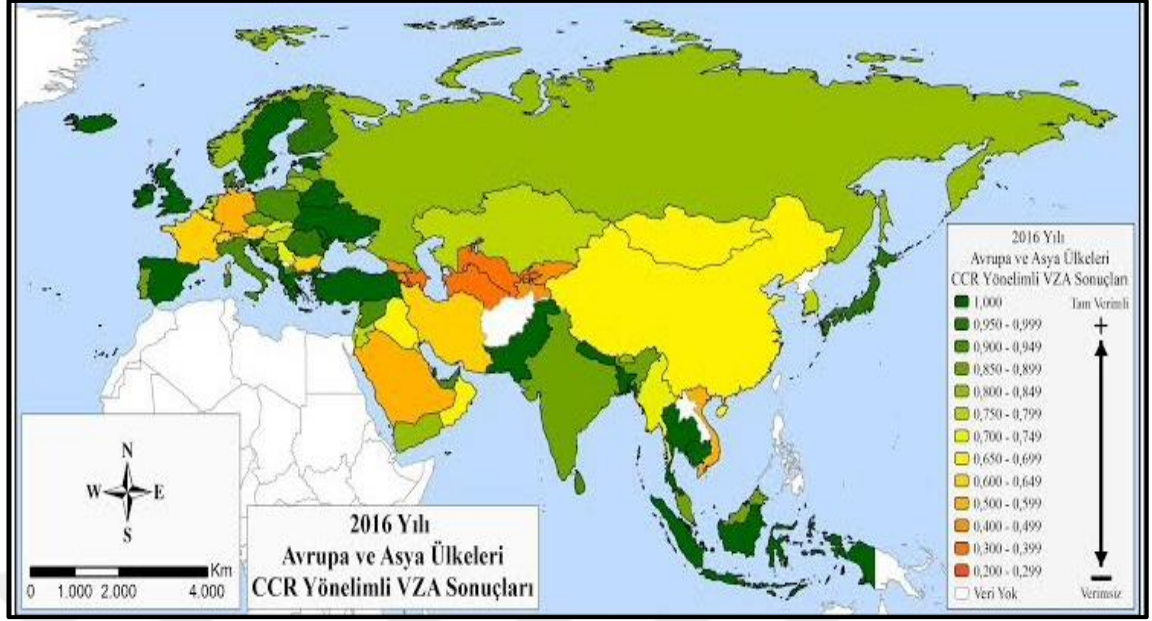 N
W E
S
Km
0 1.000 2.000 4.000
2016 Yılı
Avrupa ve Asya Ülkeleri
CCR Yönelimli VZA Sonuçları
2016 Yılı
Avrupa ve Asya Ülkeleri
CCR Yönelimli VZA Sonuçları
1,000 Tam Verimli
0,950 - 0,999 +
0,900 - 0,949
0,850 - 0,899
0,800 - 0,849
0,750 - 0,799
0,700 - 0,749
0,650 - 0,699
0,600 - 0,649
0,500 - 0,599
0,400 - 0,499
0,300 - 0,399
0,200 - 0,299 −
Veri Yok Verimsiz